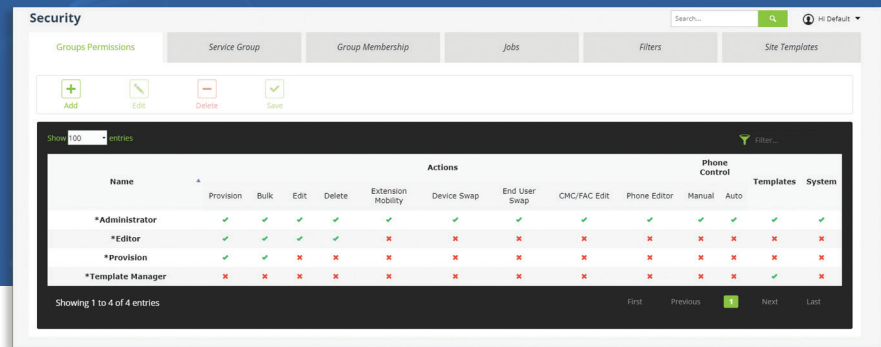 Security
Search...
Hi Default
Groups Permissions
Service Group
Group Membership
Jobs
Filters
Site Templates
Add
Edit
Delete
Save
Show 100 entries
Filter...
Name
Actions
Phone Control
Templates
System
Provision
Bulk
Edit
Delete
Extension Mobility
Device Swap
End User Swap
CMC/FAC Edit
Phone Editor
Manual
Auto
*Administrator
*Editor
*Provision
*Template Manager
Showing 1 to 4 of 4 entries
First
Previous
1
Next
Last